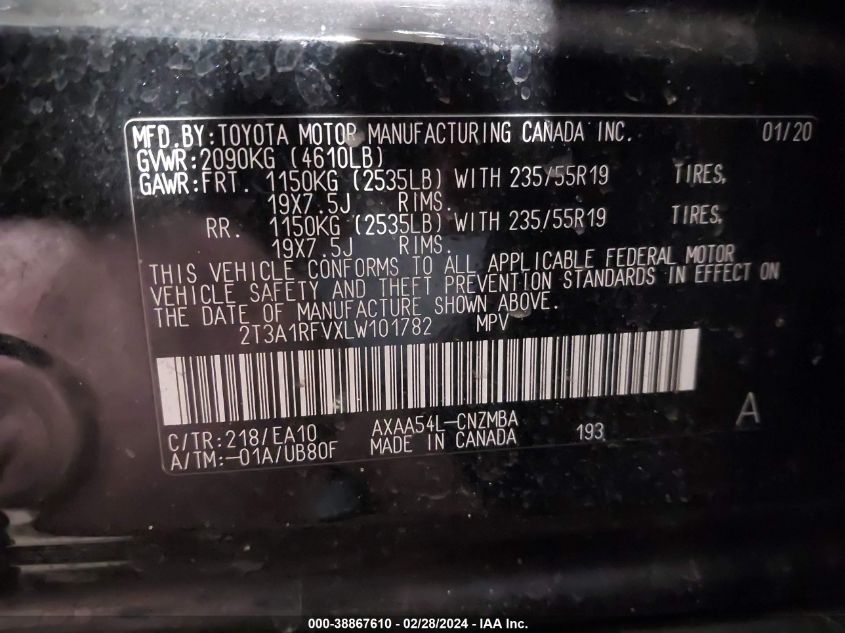 MFD.BY:TOYOTA MOTOR MANUFACTURING CANADA INC. 01/20
GVWR:2090KG (4610LB)
GAWR:FRT. 1150KG (2535LB) WITH 235/55R19 TIRES,
19X7.5J RIMS.
RR. 1150KG (2535LB) WITH 235/55R19 TIRES,
19X7.5J RIMS.
THIS VEHICLE CONFORMS TO ALL APPLICABLE FEDERAL MOTOR
VEHICLE SAFETY AND THEFT PREVENTION STANDARDS IN EFFECT ON
THE DATE OF MANUFACTURE SHOWN ABOVE.
2T3A1RFVXLW101782 MPV
C/TR:218/EA10 AXAA54L-CNZMBA A
A/TM:-01A/UB80F MADE IN CANADA 193
000-38867610 - 02/28/2024 - IAA Inc.